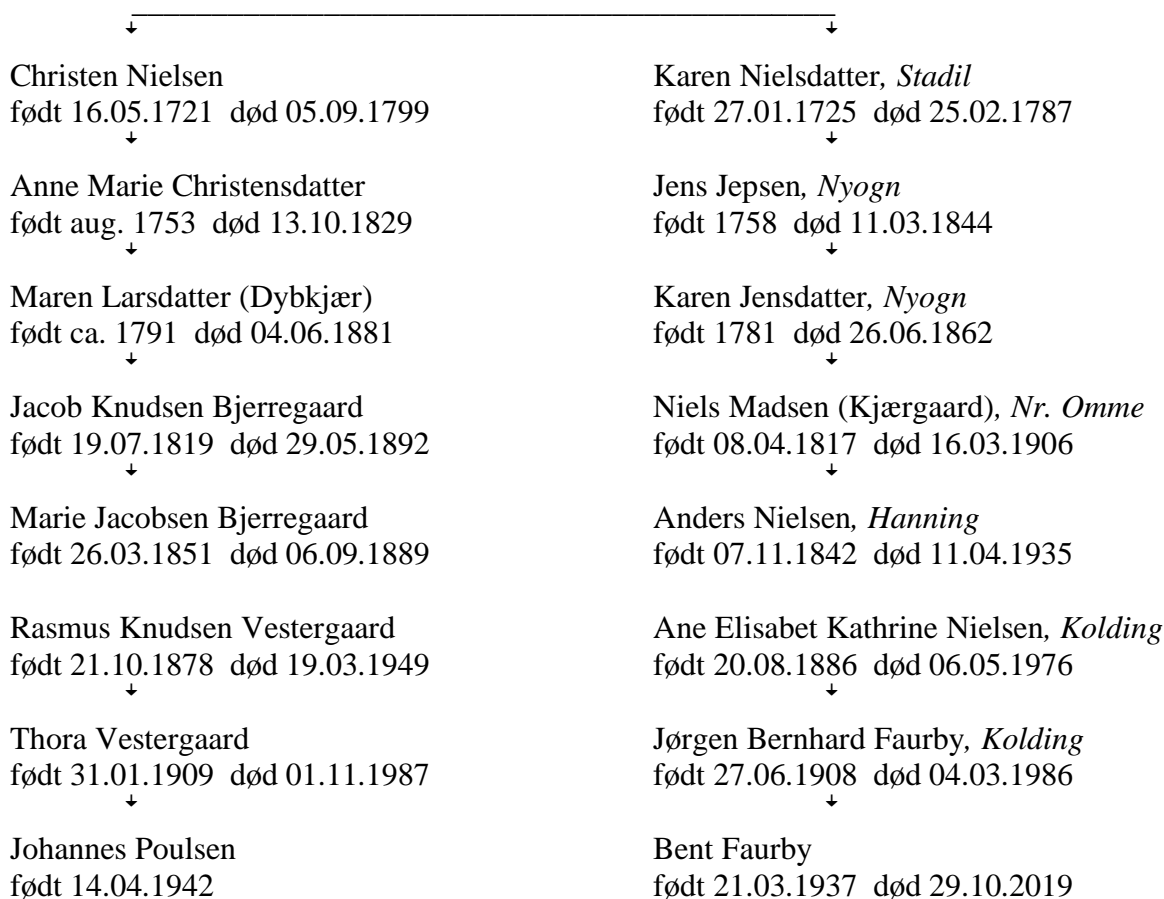 Christen Nielsen
født 16.05.1721 død 05.09.1799
Anne Marie Christensdatter
født aug. 1753 død 13.10.1829
Maren Larsdatter (Dybkjær)
født ca. 1791 død 04.06.1881
Jacob Knudsen Bjerregaard
født 19.07.1819 død 29.05.1892
Marie Jacobsen Bjerregaard
født 26.03.1851 død 06.09.1889
Rasmus Knudsen Vestergaard
født 21.10.1878 død 19.03.1949
Thora Vestergaard
født 31.01.1909 død 01.11.1987
Johannes Poulsen
født 14.04.1942
Karen Nielsdatter, Stadil
født 27.01.1725 død 25.02.1787
Jens Jepsen, Nyogn
født 1758 død 11.03.1844
Karen Jensdatter, Nyogn
født 1781 død 26.06.1862
Niels Madsen (Kjærgaard), Nr. Omme
født 08.04.1817 død 16.03.1906
Anders Nielsen, Hanning
født 07.11.1842 død 11.04.1935
Ane Elisabet Kathrine Nielsen, Kolding
født 20.08.1886 død 06.05.1976
Jørgen Bernhard Faurby, Kolding
født 27.06.1908 død 04.03.1986
Bent Faurby
født 21.03.1937 død 29.10.2019